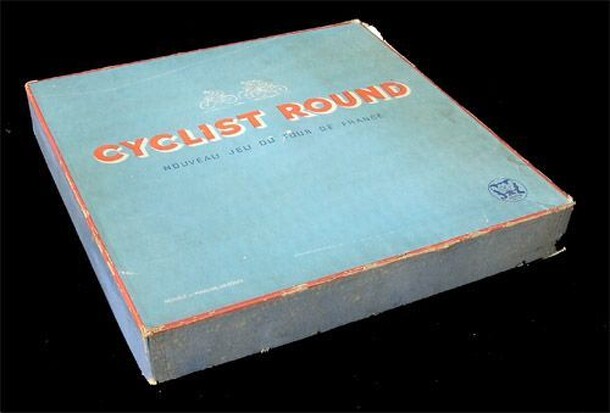 CYCLIST ROUND
NOUVEAU JEU DU TOUR DE FRANCE